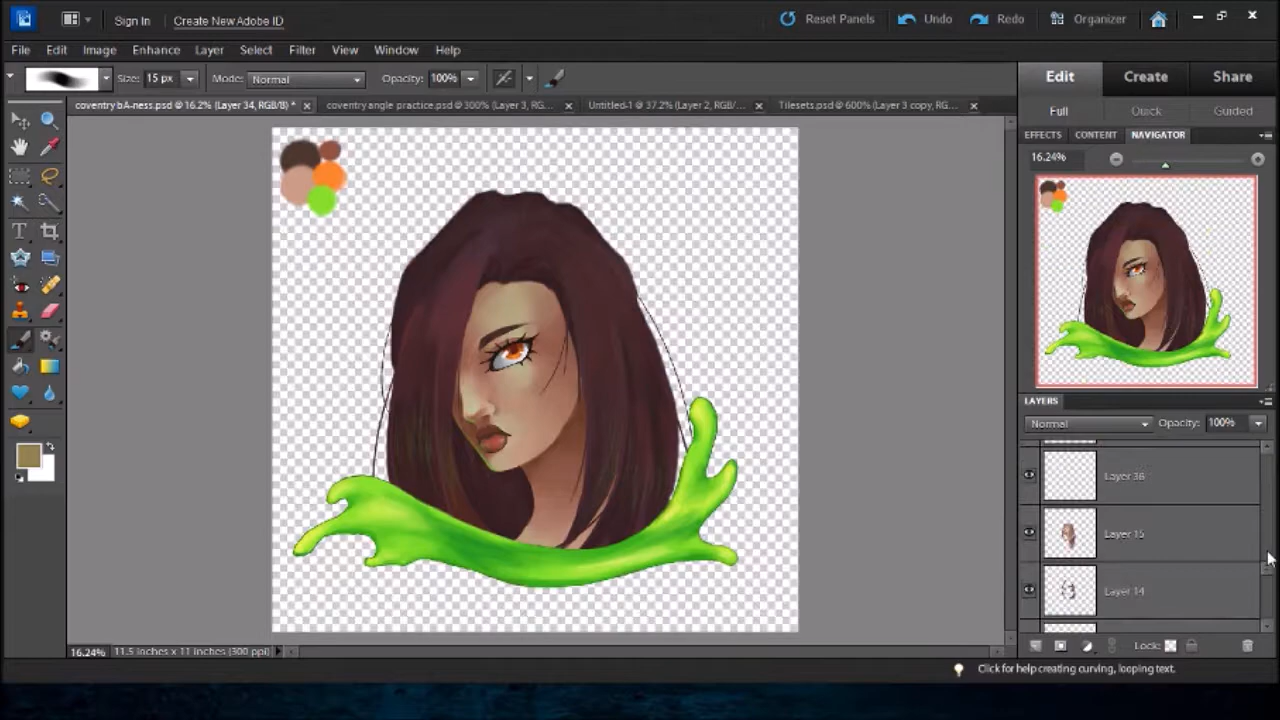 Sign In Create New Adobe ID Reset Panels Undo Redo Organizer
File Edit Image Enhance Layer Select Filter View Window Help
Size: 15 px Mode: Normal Opacity: 100%
Edit Create Share
coventry bA-ness.psd @ 16.2% (Layer 34, RGB/8) * coventry angle practice.psd @ 300% (Layer 3, RG... Untitled-1 @ 37.2% (Layer 2, RGB/... Tilesets.psd @ 600% (Layer 3 copy, RG...
Full Quick Guided
EFFECTS CONTENT NAVIGATOR
16.24%
LAYERS
Normal Opacity: 100%
Layer 36
Layer 15
Layer 14
Lock:
16.24% 11.5 inches x 11 inches (300 ppi)
Click for help creating curving, looping text.